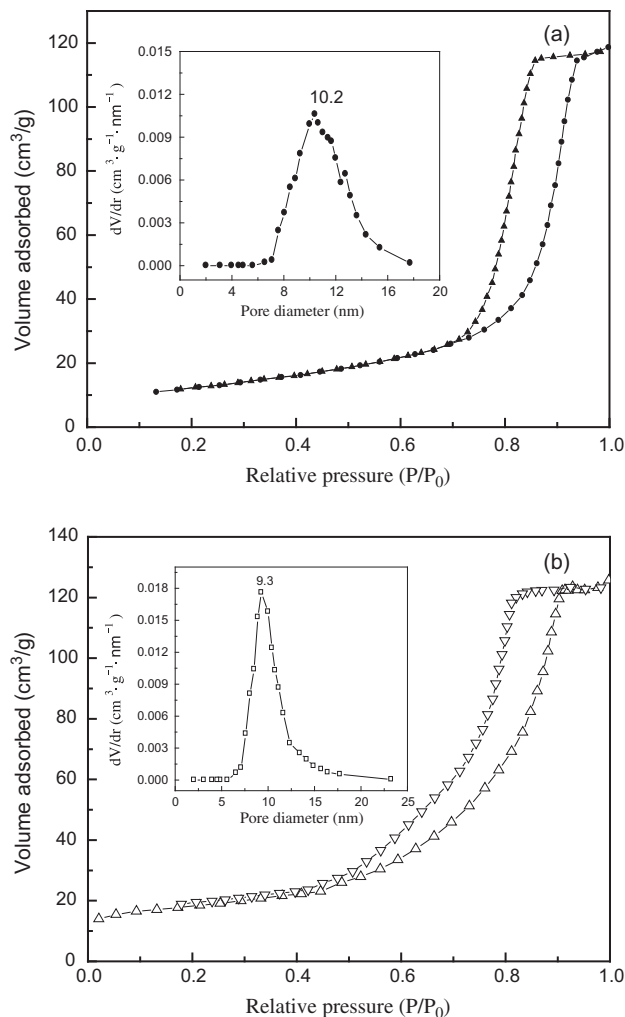 (a)
Volume adsorbed (cm³/g)
120
100
80
60
40
20
0
0.0 0.2 0.4 0.6 0.8 1.0
Relative pressure (P/P₀)
10.2
dV/dr (cm³·g⁻¹·nm⁻¹)
0.015
0.012
0.009
0.006
0.003
0.000
0 4 8 12 16 20
Pore diameter (nm)
(b)
Volume adsorbed (cm³/g)
140
120
100
80
60
40
20
0
0.0 0.2 0.4 0.6 0.8 1.0
Relative pressure (P/P₀)
9.3
dV/dr (cm³·g⁻¹·nm⁻¹)
0.018
0.015
0.012
0.009
0.006
0.003
0.000
0 5 10 15 20 25
Pore diameter (nm)